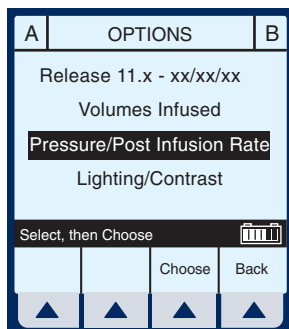 A OPTIONS B
Release 11.x - xx/xx/xx
Volumes Infused
Pressure/Post Infusion Rate
Lighting/Contrast
Select, then Choose
Choose Back